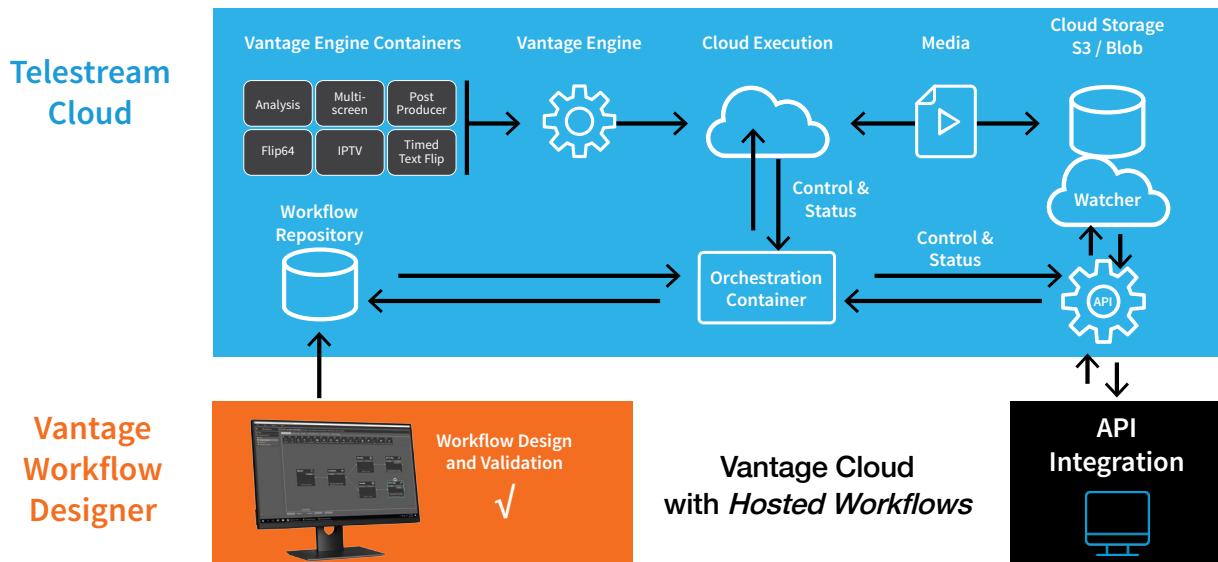 Telestream
Cloud
Vantage Engine Containers
Vantage Engine
Cloud Execution
Media
Cloud Storage
S3 / Blob
Analysis
Multi-
screen
Post
Producer
Flip64
IPTV
Timed
Text Flip
Control &
Status
Watcher
Workflow
Repository
Control &
Status
Orchestration
Container
API
Vantage
Workflow
Designer
Workflow Design
and Validation
√
Vantage Cloud
with Hosted Workflows
API
Integration